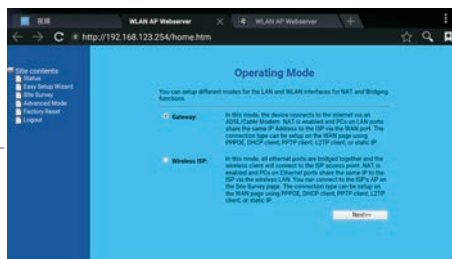 WLAN AP Webserver
WLAN AP Webserver
http://192.168.123.254/home.htm
Site contents
Status
Easy Setup Wizard
Site Survey
Advanced Mode
Factory Reset
Logout
Operating Mode
You can setup different modes for the LAN and WLAN interfaces for NAT and Bridging
functions.
Gateway:
In this mode, the device connects to the internet via an
ADSL/Cable Modem. NAT is enabled and PCs on LAN ports
share the same IP Address to the ISP via the WAN port. The
connection type can be setup on the WAN page using
PPPOE, DHCP client, PPTP client, L2TP client, or static IP.
Wireless ISP:
In this mode, all ethernet ports are bridged together and the
wireless client will connect to the ISP access point. NAT is
enabled and PCs on Ethernet ports share the same IP to the
ISP via the wireless LAN. You can connect to the ISP's AP on
the Site Survey page. The connection type can be setup on
the WAN page using PPPOE, DHCP client, PPTP client, L2TP
client, or static IP
Next>>